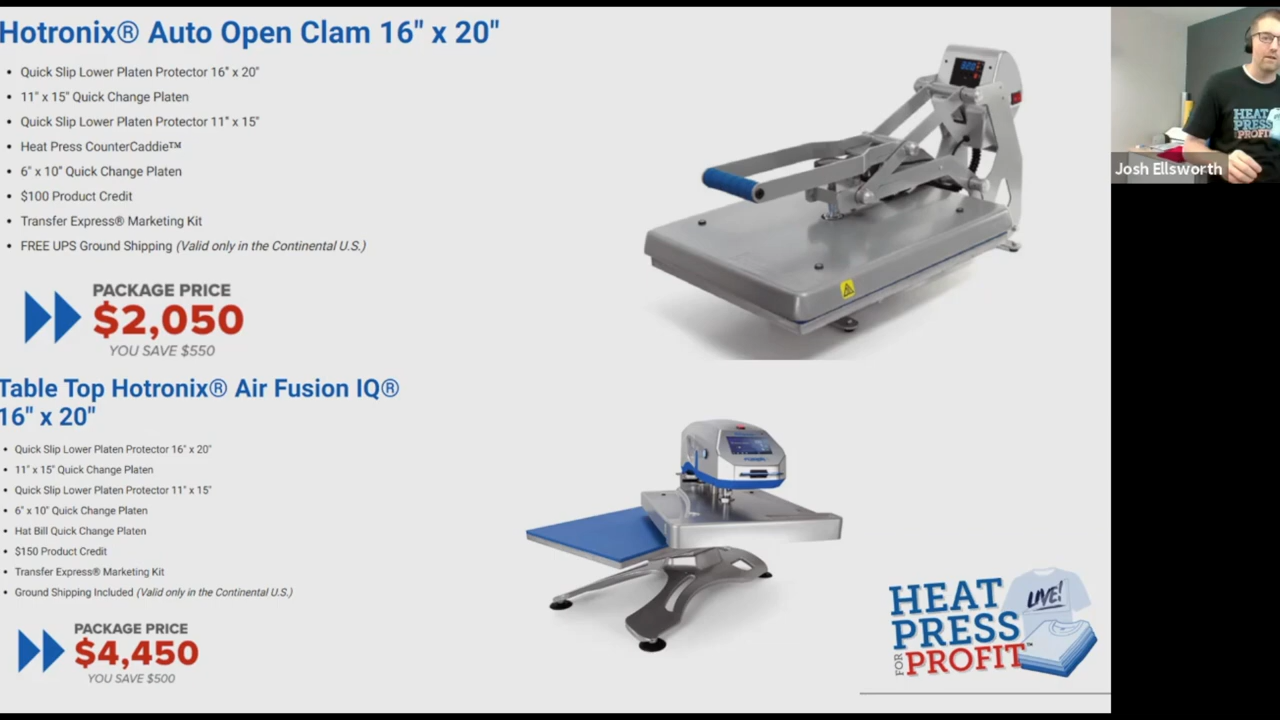 Hotronix® Auto Open Clam 16" x 20"
• Quick Slip Lower Platen Protector 16" x 20"
• 11" x 15" Quick Change Platen
• Quick Slip Lower Platen Protector 11" x 15"
• Heat Press CounterCaddie™
• 6" x 10" Quick Change Platen
• $100 Product Credit
• Transfer Express® Marketing Kit
• FREE UPS Ground Shipping (Valid only in the Continental U.S.)
PACKAGE PRICE
$2,050
YOU SAVE $550
Table Top Hotronix® Air Fusion IQ®
16" x 20"
• Quick Slip Lower Platen Protector 16" x 20"
• 11" x 15" Quick Change Platen
• Quick Slip Lower Platen Protector 11" x 15"
• 6" x 10" Quick Change Platen
• Hat Bill Quick Change Platen
• $150 Product Credit
• Transfer Express® Marketing Kit
• Ground Shipping Included (Valid only in the Continental U.S.)
PACKAGE PRICE
$4,450
YOU SAVE $500
HEAT
PRESS
FOR PROFIT™
LIVE!
HEAT
PRESS
PROFIT
Josh Ellsworth